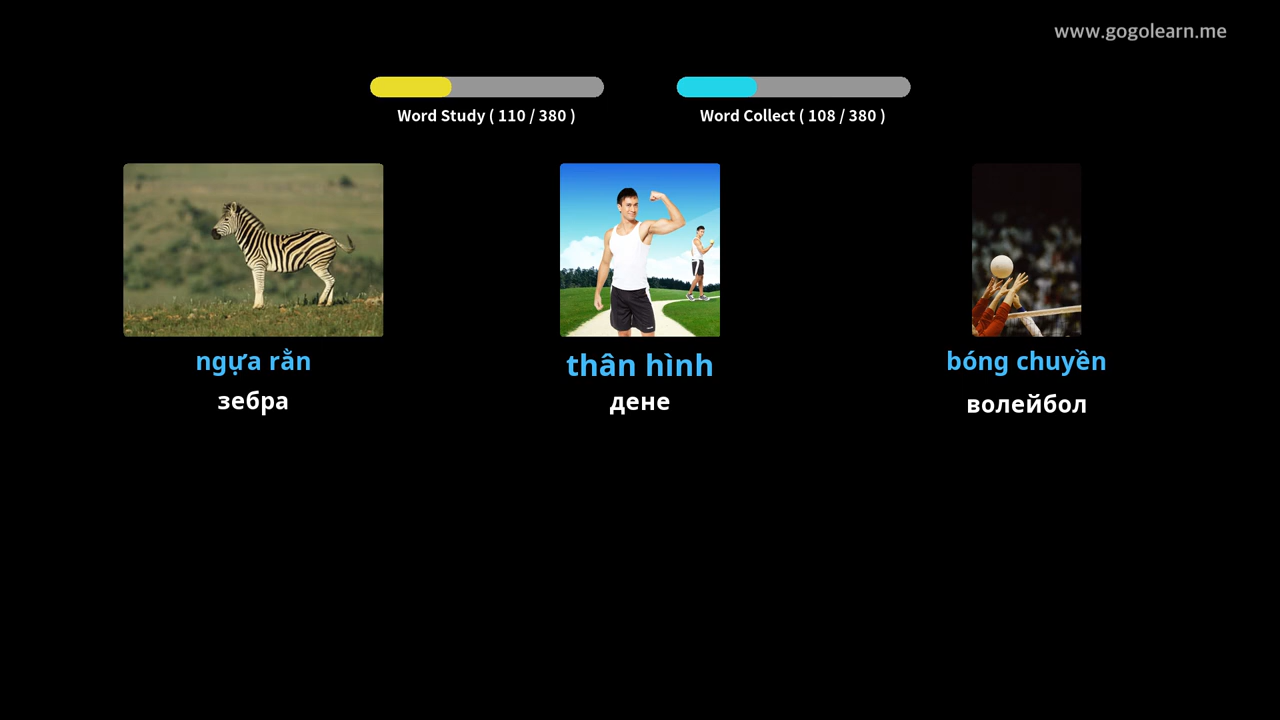 www.gogolearn.me
Word Study ( 110 / 380 )
Word Collect ( 108 / 380 )
ngựa rằn
thân hình
bóng chuyền
зебра
дене
волейбол